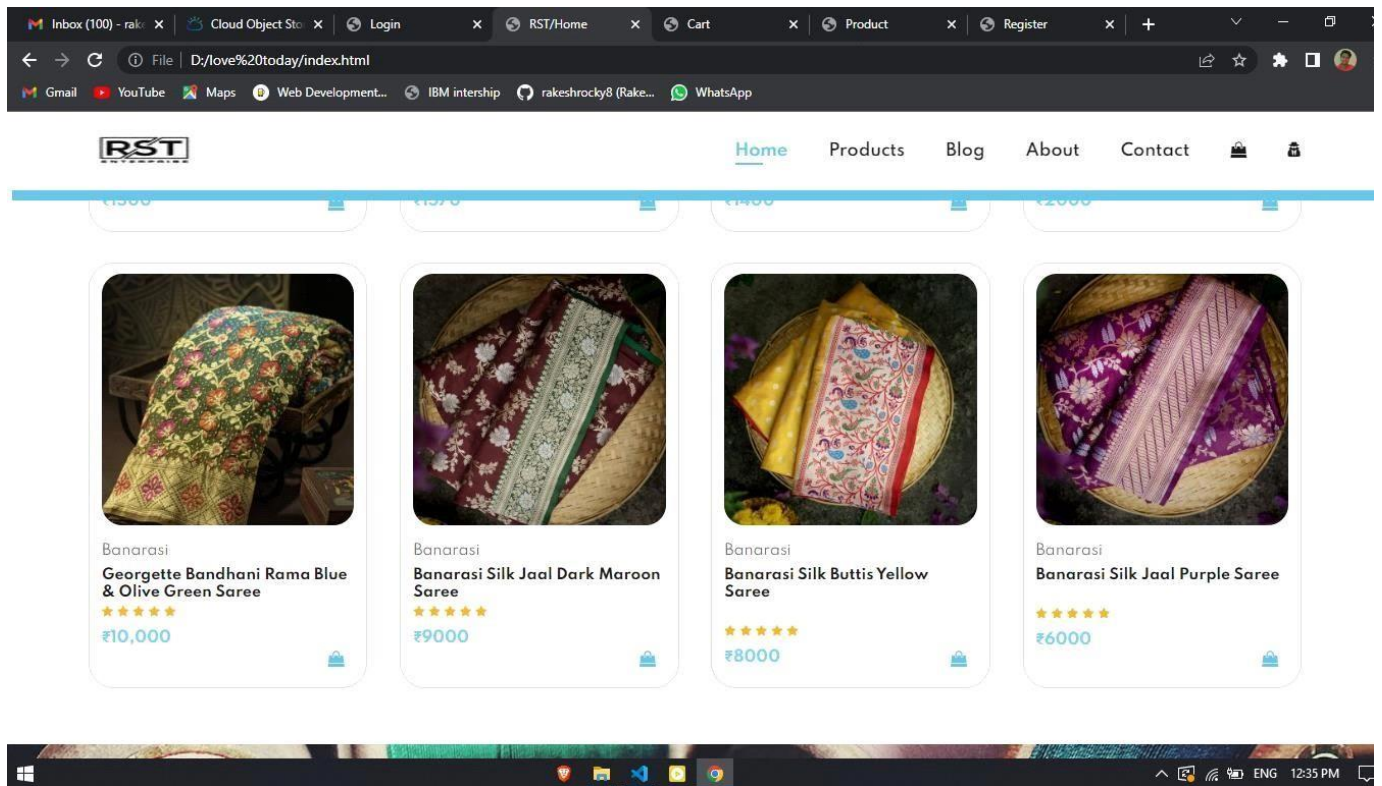 Inbox (100) - rak
Cloud Object Sto
Login
RST/Home
Cart
Product
Register
File
D:/love%20today/index.html
Gmail
YouTube
Maps
Web Development...
IBM intership
rakeshrocky8 (Rake...
WhatsApp
RST
ENTERPRISE
Home
Products
Blog
About
Contact
Banarasi
Georgette Bandhani Rama Blue
& Olive Green Saree
₹10,000
Banarasi
Banarasi Silk Jaal Dark Maroon
Saree
₹9000
Banarasi
Banarasi Silk Buttis Yellow
Saree
₹8000
Banarasi
Banarasi Silk Jaal Purple Saree
₹6000
ENG
12:35 PM